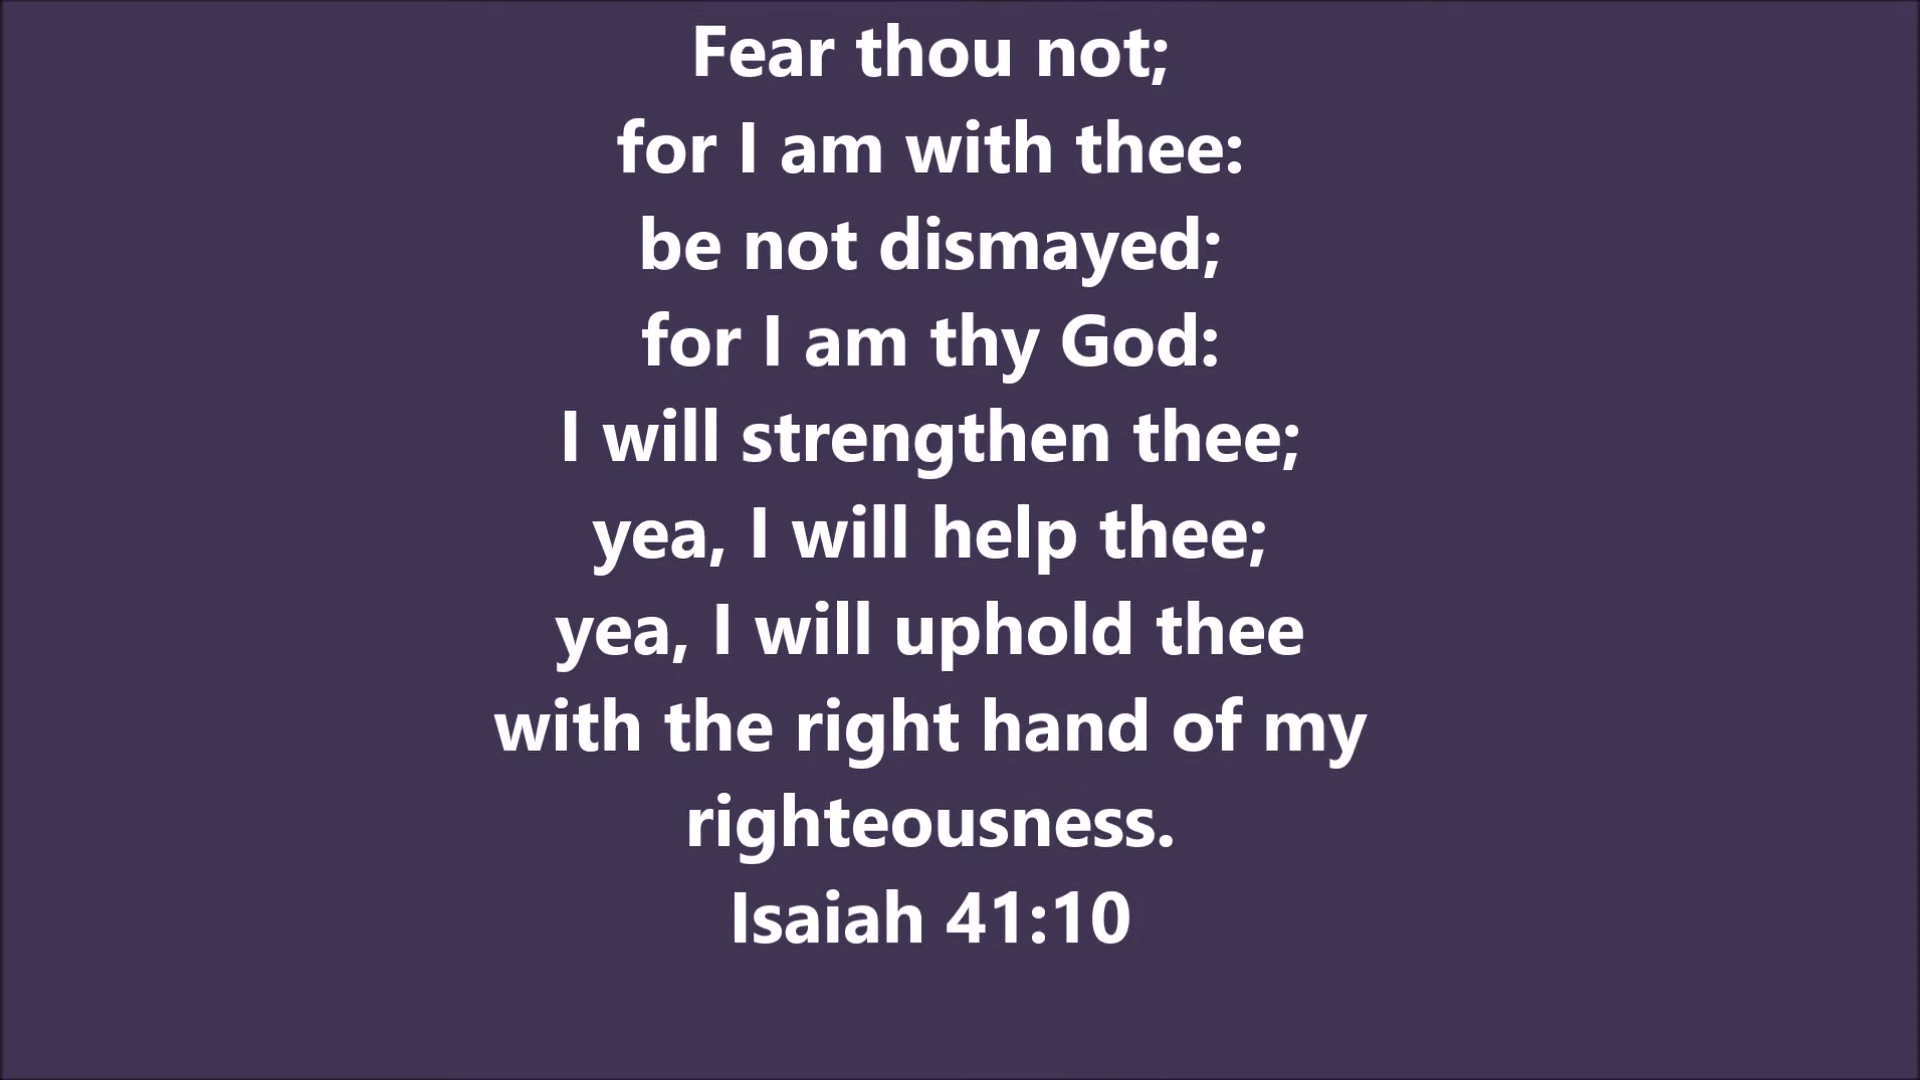 Fear thou not;
for I am with thee:
be not dismayed;
for I am thy God:
I will strengthen thee;
yea, I will help thee;
yea, I will uphold thee
with the right hand of my
righteousness.
Isaiah 41:10